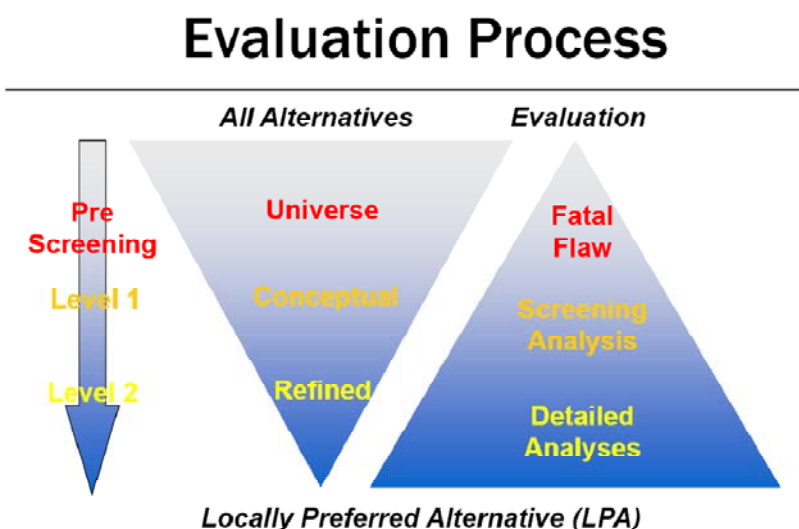 Evaluation Process
All Alternatives
Evaluation
Pre
Screening
Universe
Fatal
Flaw
Level 1
Conceptual
Screening
Analysis
Level 2
Refined
Detailed
Analyses
Locally Preferred Alternative (LPA)